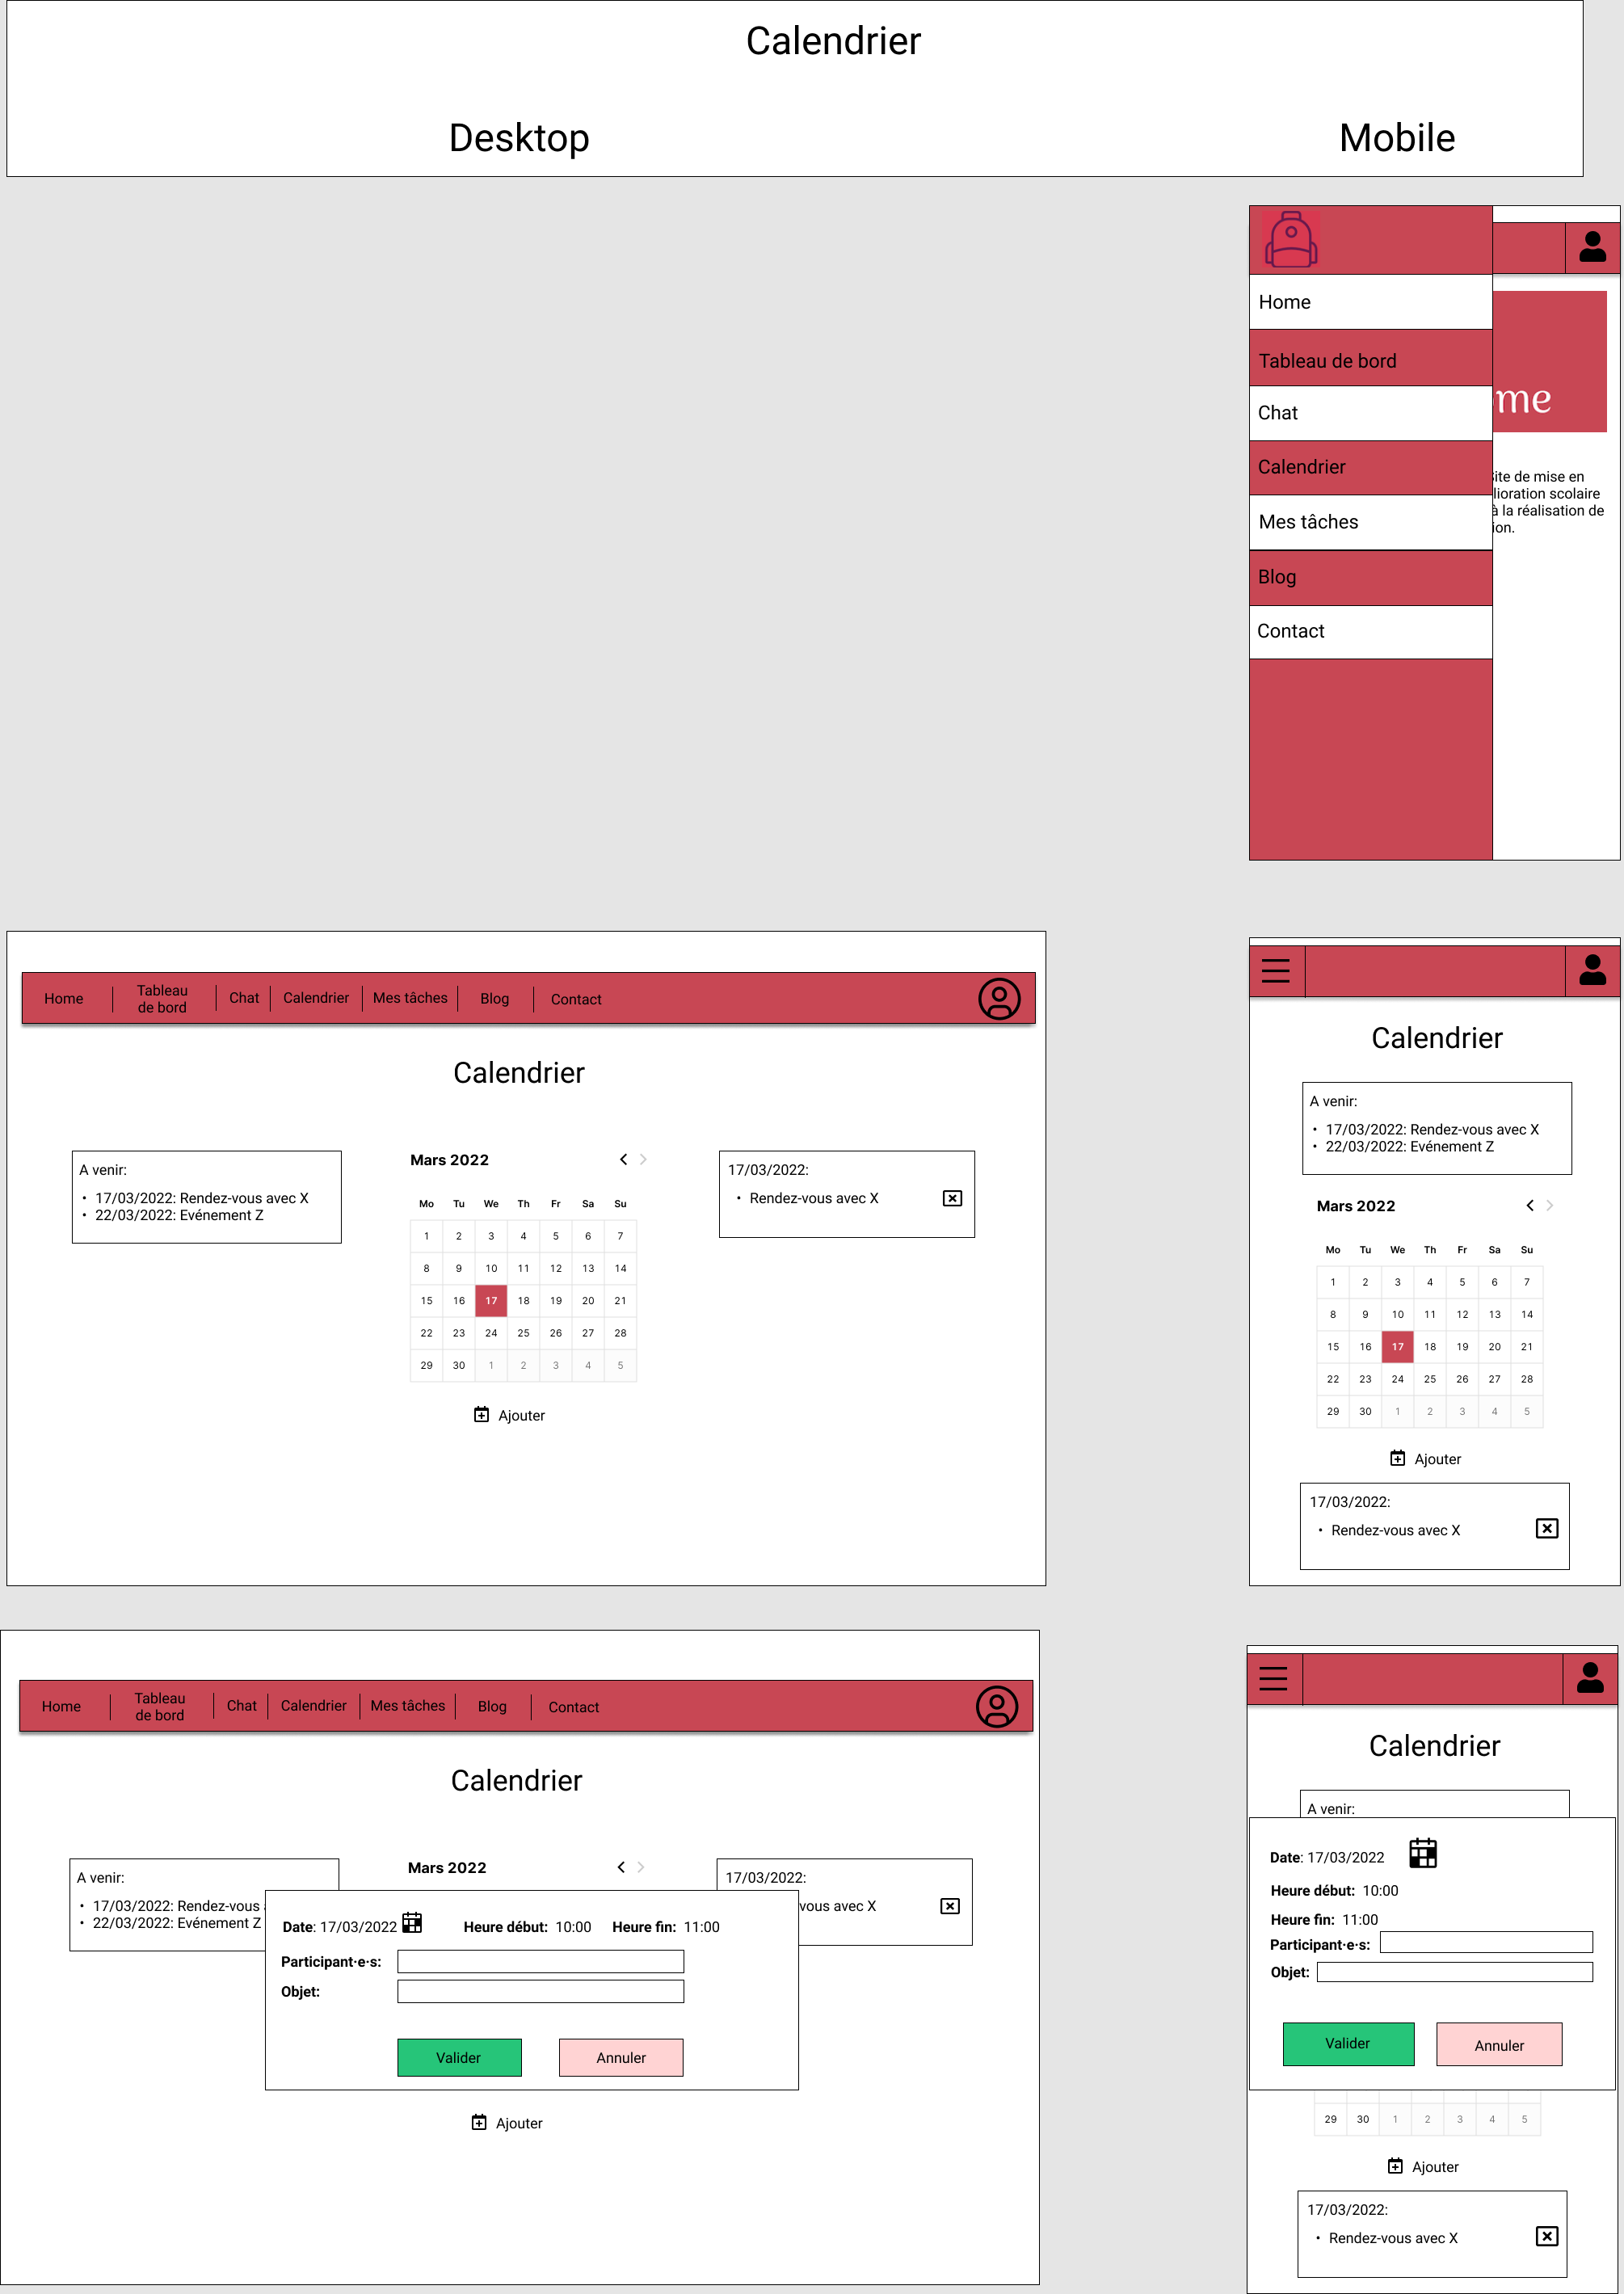 Calendrier
Desktop
Mobile
Home
Tableau de bord
Chat
Calendrier
Mes tâches
Blog
Contact
me
Site de mise en
lioration scolaire
à la réalisation de
ion.
Home
Tableau
de bord
Chat
Calendrier
Mes tâches
Blog
Contact
Calendrier
A venir:
• 17/03/2022: Rendez-vous avec X
• 22/03/2022: Evénement Z
Mars 2022
Mo Tu We Th Fr Sa Su
1 2 3 4 5 6 7
8 9 10 11 12 13 14
15 16 17 18 19 20 21
22 23 24 25 26 27 28
29 30 1 2 3 4 5
Ajouter
17/03/2022:
• Rendez-vous avec X
Calendrier
A venir:
• 17/03/2022: Rendez-vous avec X
• 22/03/2022: Evénement Z
Mars 2022
Mo Tu We Th Fr Sa Su
1 2 3 4 5 6 7
8 9 10 11 12 13 14
15 16 17 18 19 20 21
22 23 24 25 26 27 28
29 30 1 2 3 4 5
Ajouter
17/03/2022:
• Rendez-vous avec X
Home
Tableau
de bord
Chat
Calendrier
Mes tâches
Blog
Contact
Calendrier
A venir:
• 17/03/2022: Rendez-vous
• 22/03/2022: Evénement Z
Mars 2022
17/03/2022:
vous avec X
Date: 17/03/2022
Heure début: 10:00
Heure fin: 11:00
Participant·e·s:
Objet:
Valider
Annuler
Ajouter
Calendrier
A venir:
Date: 17/03/2022
Heure début: 10:00
Heure fin: 11:00
Participant·e·s:
Objet:
Valider
Annuler
29 30 1 2 3 4 5
Ajouter
17/03/2022:
• Rendez-vous avec X